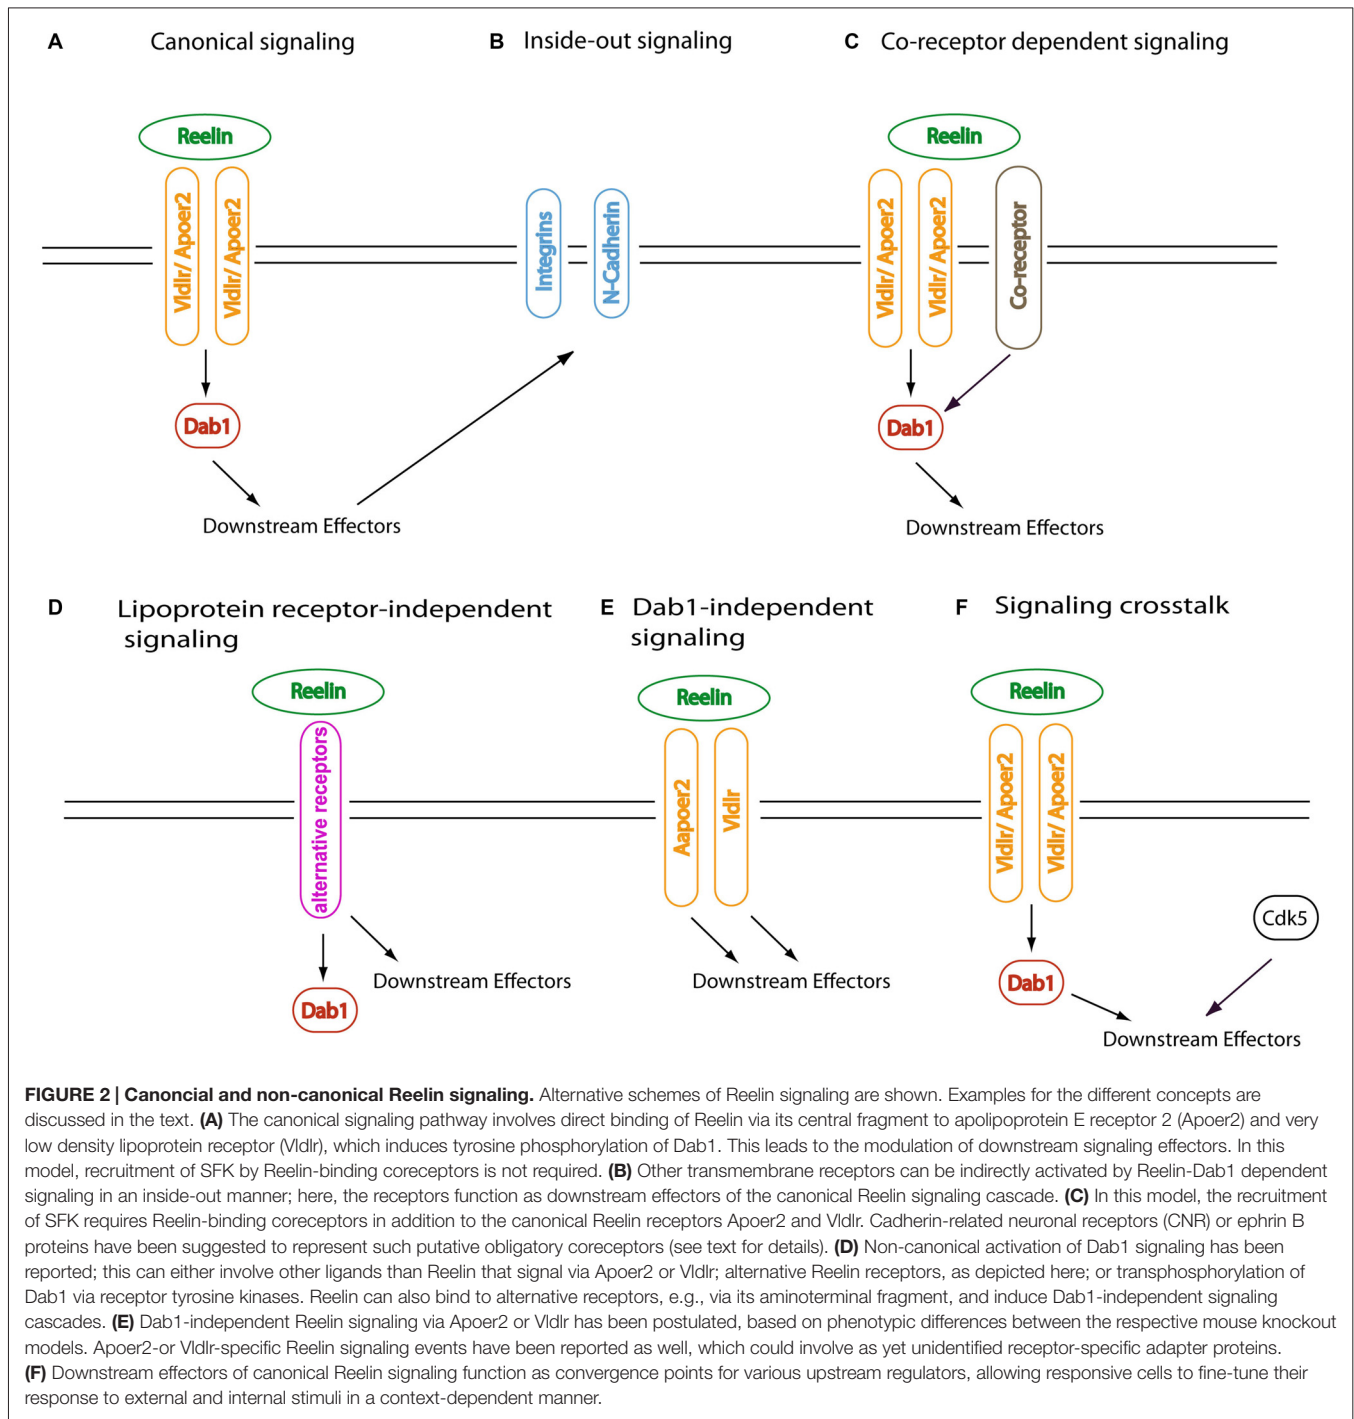 A Canonical signaling
B Inside-out signaling
C Co-receptor dependent signaling
Reelin
Vldlr/ Apoer2
Vldlr/ Apoer2
Dab1
Downstream Effectors
Integrins
N-Cadherin
Reelin
Vldlr/ Apoer2
Vldlr/ Apoer2
Co-receptor
Dab1
Downstream Effectors
D Lipoprotein receptor-independent
signaling
Reelin
alternative receptors
Downstream Effectors
Dab1
E Dab1-independent
signaling
Reelin
Aapoer2
Vldlr
Downstream Effectors
F Signaling crosstalk
Reelin
Vldlr/ Apoer2
Vldlr/ Apoer2
Cdk5
Dab1
Downstream Effectors
FIGURE 2 | Canoncial and non-canonical Reelin signaling. Alternative schemes of Reelin signaling are shown. Examples for the different concepts are
discussed in the text. (A) The canonical signaling pathway involves direct binding of Reelin via its central fragment to apolipoprotein E receptor 2 (Apoer2) and very
low density lipoprotein receptor (Vldlr), which induces tyrosine phosphorylation of Dab1. This leads to the modulation of downstream signaling effectors. In this
model, recruitment of SFK by Reelin-binding coreceptors is not required. (B) Other transmembrane receptors can be indirectly activated by Reelin-Dab1 dependent
signaling in an inside-out manner; here, the receptors function as downstream effectors of the canonical Reelin signaling cascade. (C) In this model, the recruitment
of SFK requires Reelin-binding coreceptors in addition to the canonical Reelin receptors Apoer2 and Vldlr. Cadherin-related neuronal receptors (CNR) or ephrin B
proteins have been suggested to represent such putative obligatory coreceptors (see text for details). (D) Non-canonical activation of Dab1 signaling has been
reported; this can either involve other ligands than Reelin that signal via Apoer2 or Vldlr; alternative Reelin receptors, as depicted here; or transphosphorylation of
Dab1 via receptor tyrosine kinases. Reelin can also bind to alternative receptors, e.g., via its aminoterminal fragment, and induce Dab1-independent signaling
cascades. (E) Dab1-independent Reelin signaling via Apoer2 or Vldlr has been postulated, based on phenotypic differences between the respective mouse knockout
models. Apoer2-or Vldlr-specific Reelin signaling events have been reported as well, which could involve as yet unidentified receptor-specific adapter proteins.
(F) Downstream effectors of canonical Reelin signaling function as convergence points for various upstream regulators, allowing responsive cells to fine-tune their
response to external and internal stimuli in a context-dependent manner.